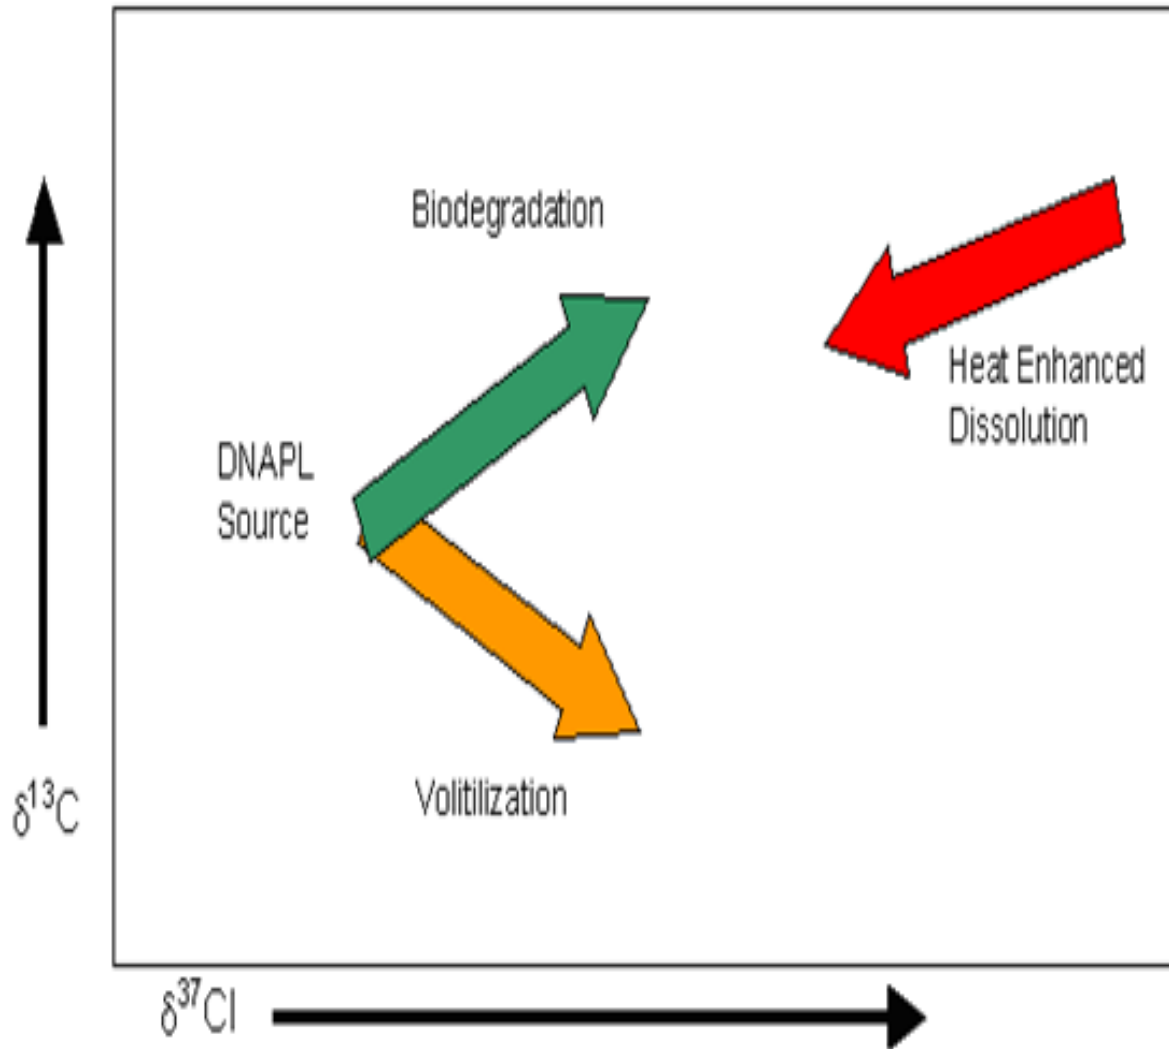 Biodegradation
Heat Enhanced
Dissolution
DNAPL
Source
Volitilization
δ¹³C
δ³⁷Cl